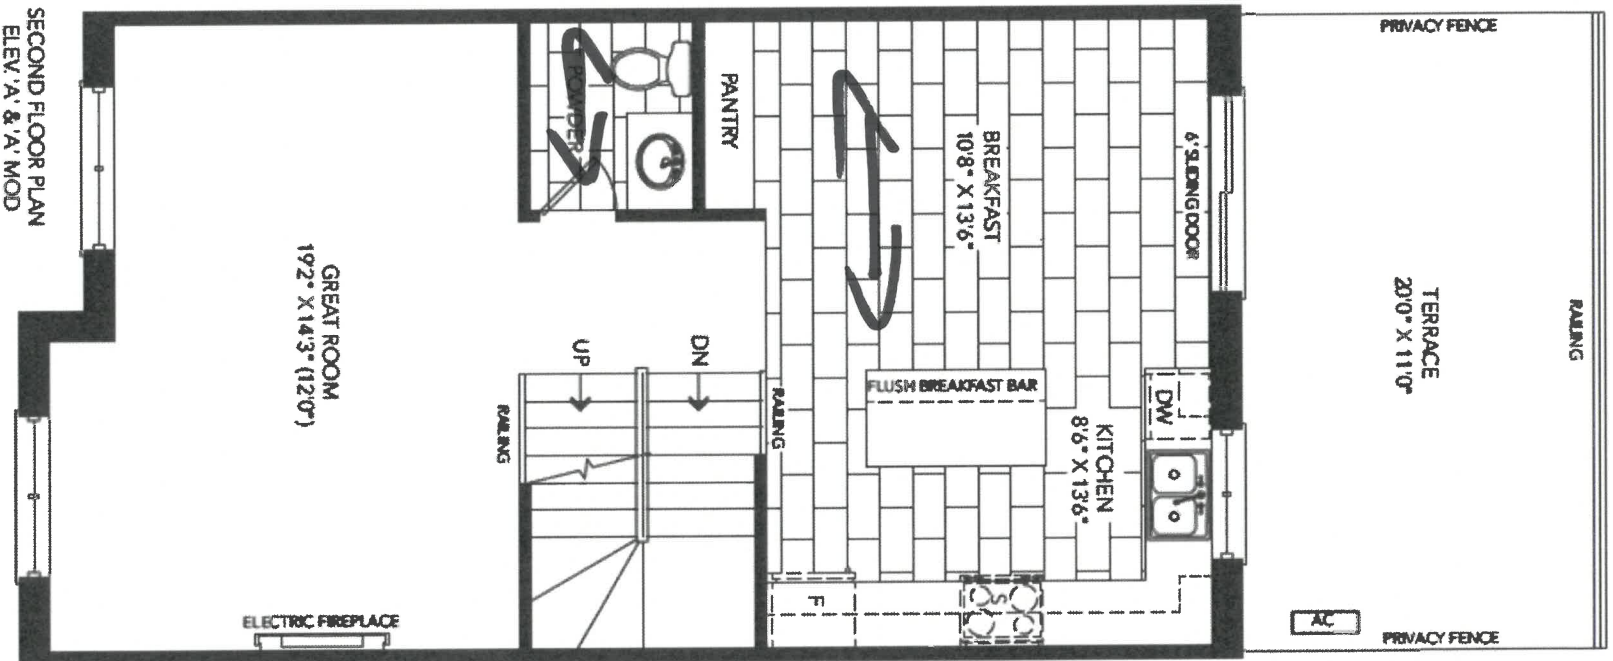 SECOND FLOOR PLAN
ELEV. 'A' & 'A' MOD
GREAT ROOM
19'2" X 14'3" (12'0")
ELECTRIC FIREPLACE
POWDER
PANTRY
UP
DN
RAILING
RAILING
BREAKFAST
10'8" X 13'6"
FLUSH BREAKFAST BAR
KITCHEN
8'6" X 13'6"
6' SLIDING DOOR
DW
F
S
TERRACE
20'0" X 11'0"
RAILING
PRIVACY FENCE
AC
PRIVACY FENCE